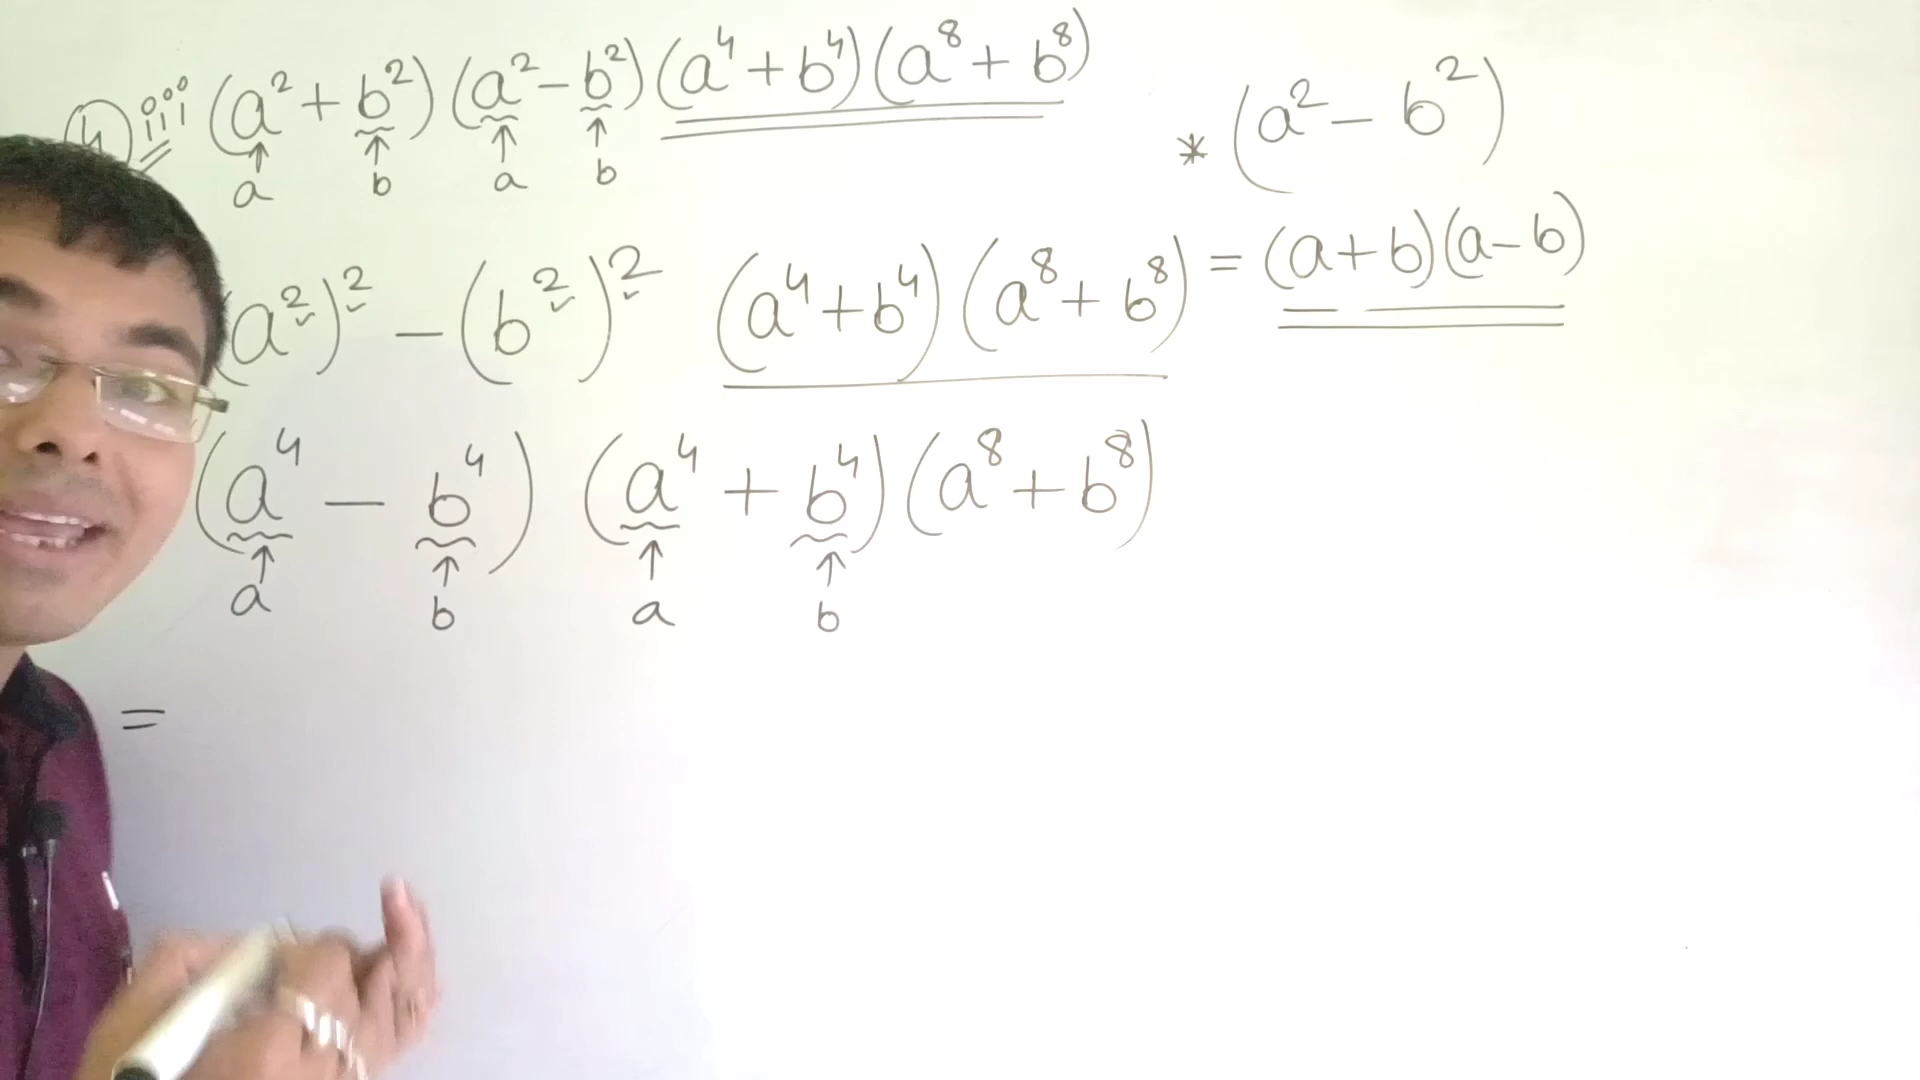 4) iii (a² + b²) (a² - b²) (a⁴ + b⁴) (a⁸ + b⁸)
↑ ↑ ↑ ↑
a b a b
* (a² - b²)
= (a + b) (a - b)
(a²)² - (b²)² (a⁴ + b⁴) (a⁸ + b⁸)
(a⁴ - b⁴) (a⁴ + b⁴) (a⁸ + b⁸)
↑ ↑ ↑ ↑
a b a b
=